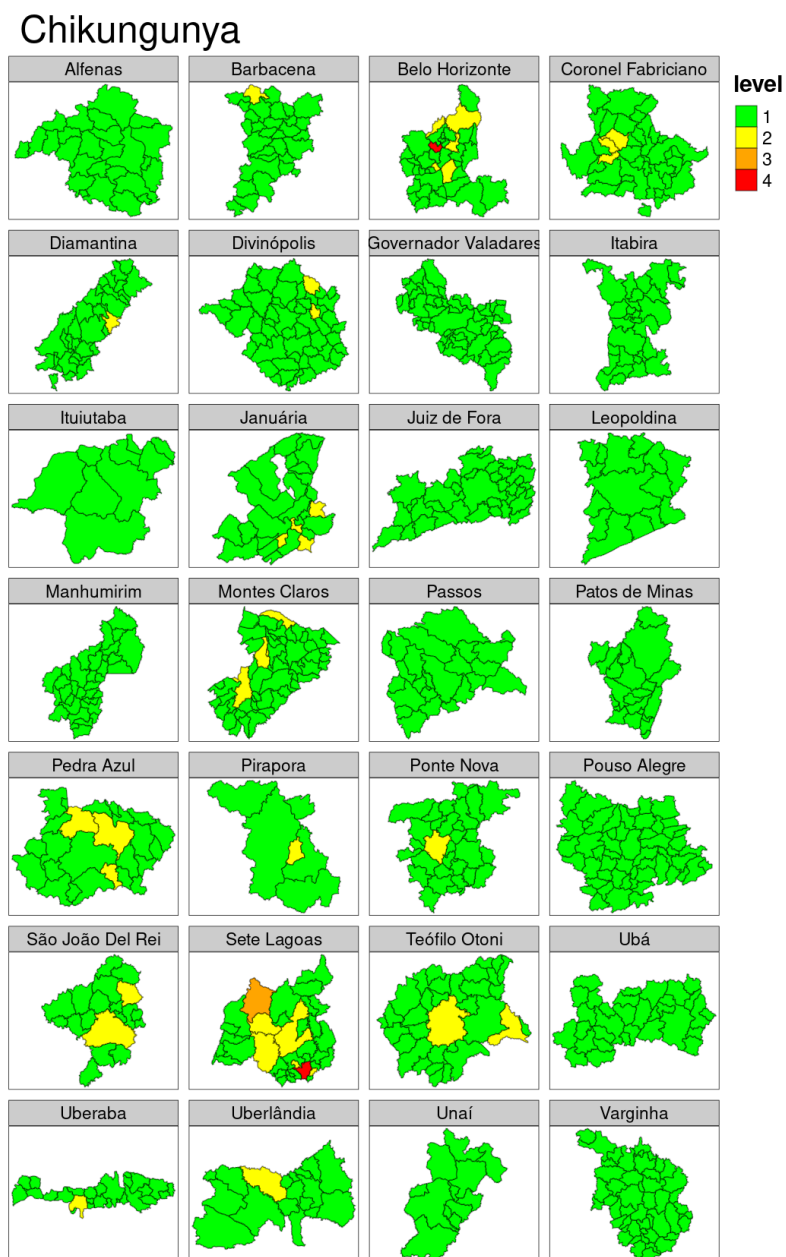 Chikungunya
Alfenas
Barbacena
Belo Horizonte
Coronel Fabriciano
level
1
2
3
4
Diamantina
Divinópolis
Governador Valadares
Itabira
Ituiutaba
Januária
Juiz de Fora
Leopoldina
Manhumirim
Montes Claros
Passos
Patos de Minas
Pedra Azul
Pirapora
Ponte Nova
Pouso Alegre
São João Del Rei
Sete Lagoas
Teófilo Otoni
Ubá
Uberaba
Uberlândia
Unaí
Varginha